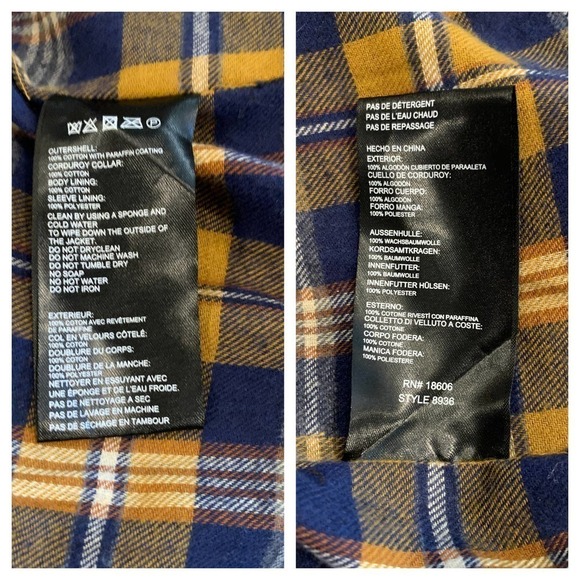 OUTERSHELL:
100% COTTON WITH PARAFFIN COATING
CORDUROY COLLAR:
100% COTTON
BODY LINING:
100% COTTON
SLEEVE LINING:
100% POLYESTER
CLEAN BY USING A SPONGE AND
COLD WATER
TO WIPE DOWN THE OUTSIDE OF
THE JACKET.
DO NOT DRYCLEAN
DO NOT MACHINE WASH
DO NOT TUMBLE DRY
NO SOAP
NO HOT WATER
DO NOT IRON
EXTERIEUR:
100% COTON AVEC REVÊTEMENT
DE PARAFFINE
COL EN VELOURS CÔTELÉ:
100% COTON
DOUBLURE DU CORPS:
100% COTON
DOUBLURE DE LA MANCHE:
100% POLYESTER
NETTOYER EN ESSUYANT AVEC
UNE ÉPONGE ET DE L'EAU FROIDE.
PAS DE NETTOYAGE A SEC
PAS DE LAVAGE EN MACHINE
PAS DE SÉCHAGE EN TAMBOUR
PAS DE DÉTERGENT
PAS DE L'EAU CHAUD
PAS DE REPASSAGE
HECHO EN CHINA
EXTERIOR:
100% ALGODÓN CUBIERTO DE PARAALETA
CUELLO DE CORDUROY:
100% ALGODÓN
FORRO CUERPO:
100% ALGODÓN
FORRO MANGA:
100% POLIESTER
AUSSENHULLE:
100% WACHSBAUMWOLLE
KORDSAMTKRAGEN:
100% BAUMWOLLE
INNENFUTTER:
100% BAUMWOLLE
INNENFUTTER HÜLSEN:
100% POLYESTER
ESTERNO:
100% COTONE RIVESTÌ CON PARAFFINA
COLLETTO DI VELLUTO A COSTE:
100% COTONE
CORPO FODERA:
100% COTONE
MANICA FODERA:
100% POLIESTERE
RN# 18606
STYLE 8936